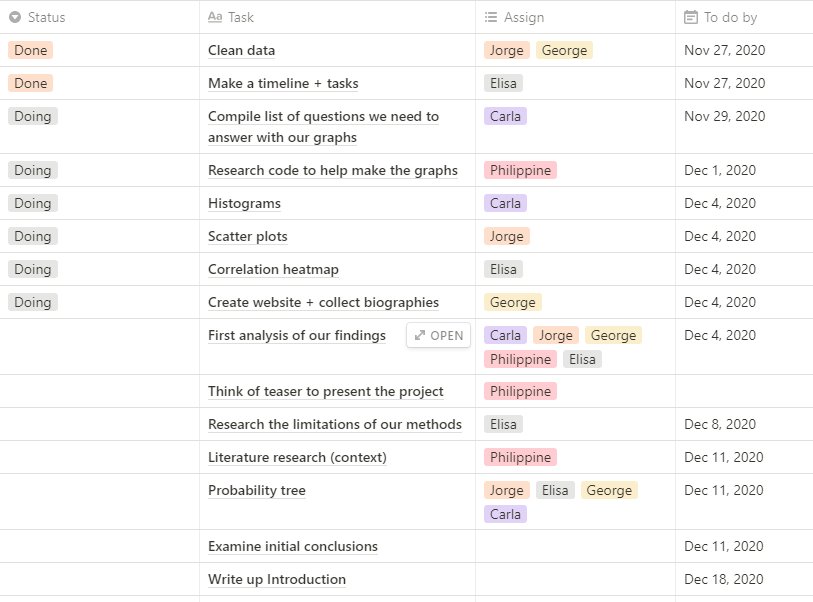 Status Aa Task Assign To do by
Done Clean data Jorge George Nov 27, 2020
Done Make a timeline + tasks Elisa Nov 27, 2020
Doing Compile list of questions we need to Carla Nov 29, 2020
answer with our graphs
Doing Research code to help make the graphs Philippine Dec 1, 2020
Doing Histograms Carla Dec 4, 2020
Doing Scatter plots Jorge Dec 4, 2020
Doing Correlation heatmap Elisa Dec 4, 2020
Doing Create website + collect biographies George Dec 4, 2020
First analysis of our findings OPEN Carla Jorge George Dec 4, 2020
Philippine Elisa
Think of teaser to present the project Philippine
Research the limitations of our methods Elisa Dec 8, 2020
Literature research (context) Philippine Dec 11, 2020
Probability tree Jorge Elisa George Dec 11, 2020
Carla
Examine initial conclusions Dec 11, 2020
Write up Introduction Dec 18, 2020